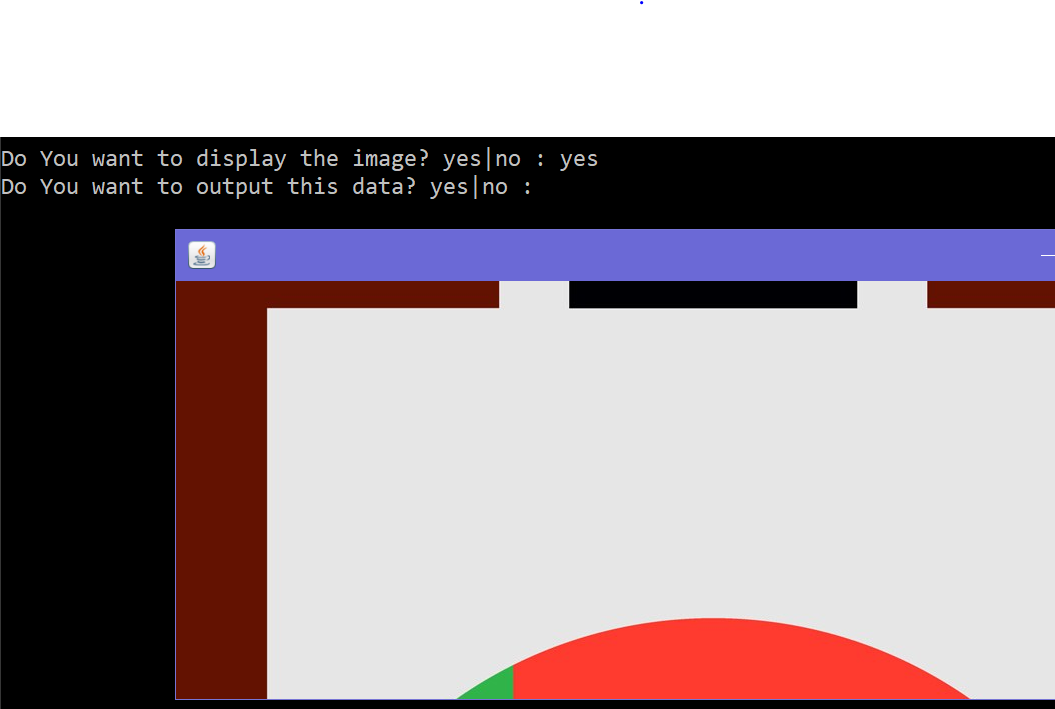 Do You want to display the image? yes|no : yes
Do You want to output this data? yes|no :